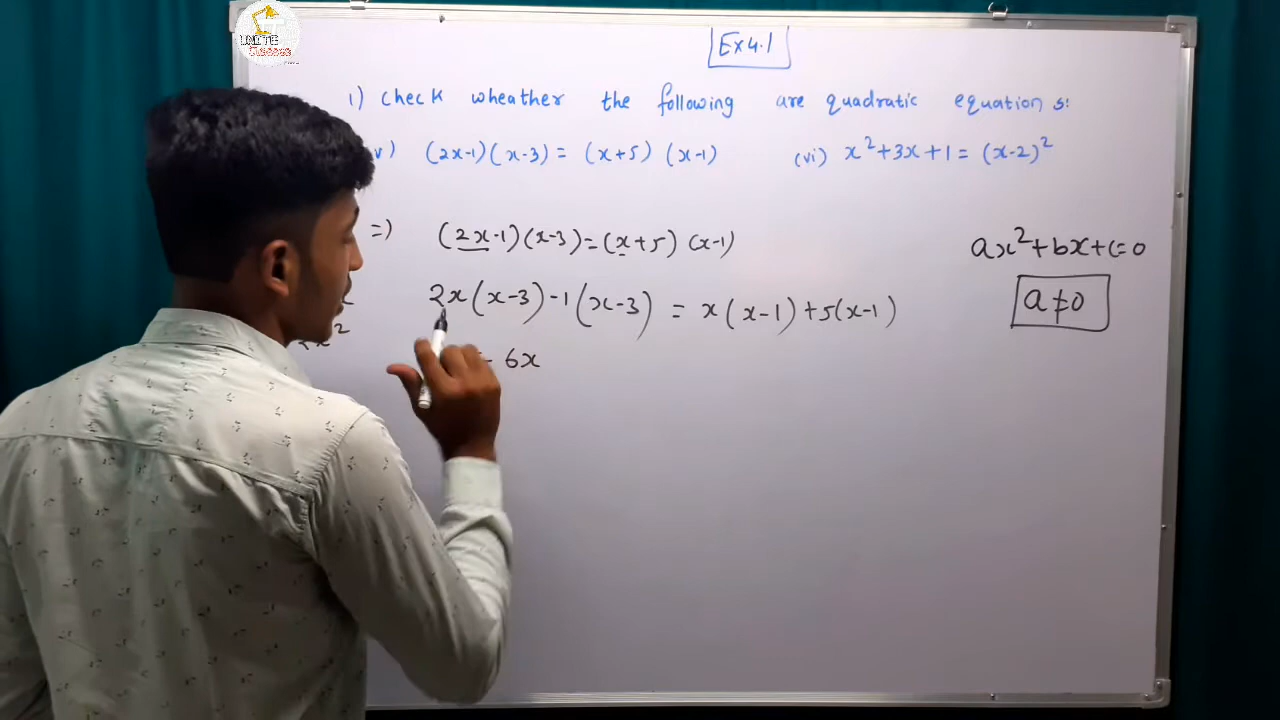 Ex 4.1
1) Check wheather the following are quadratic equations:
v) (2x-1)(x-3) = (x+5) (x-1) (vi) x²+3x+1 = (x-2)²
=) (2x-1)(x-3)=(x+5) (x-1)
ax²+bx+c=0
2x(x-3)-1(x-3) = x(x-1)+5(x-1)
a≠0
- 6x